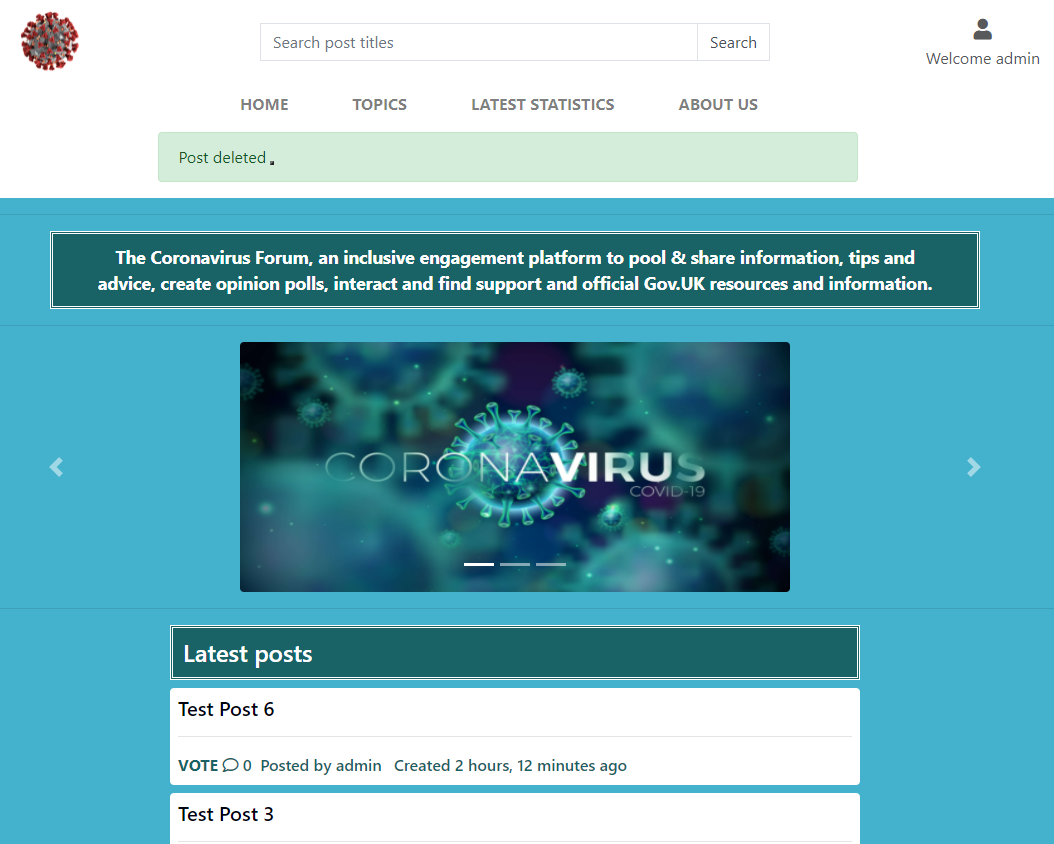 Search post titles
Search
Welcome admin
HOME TOPICS LATEST STATISTICS ABOUT US
Post deleted .
The Coronavirus Forum, an inclusive engagement platform to pool & share information, tips and
advice, create opinion polls, interact and find support and official Gov.UK resources and information.
CORONAVIRUS
COVID-19
Latest posts
Test Post 6
VOTE 0 Posted by admin Created 2 hours, 12 minutes ago
Test Post 3